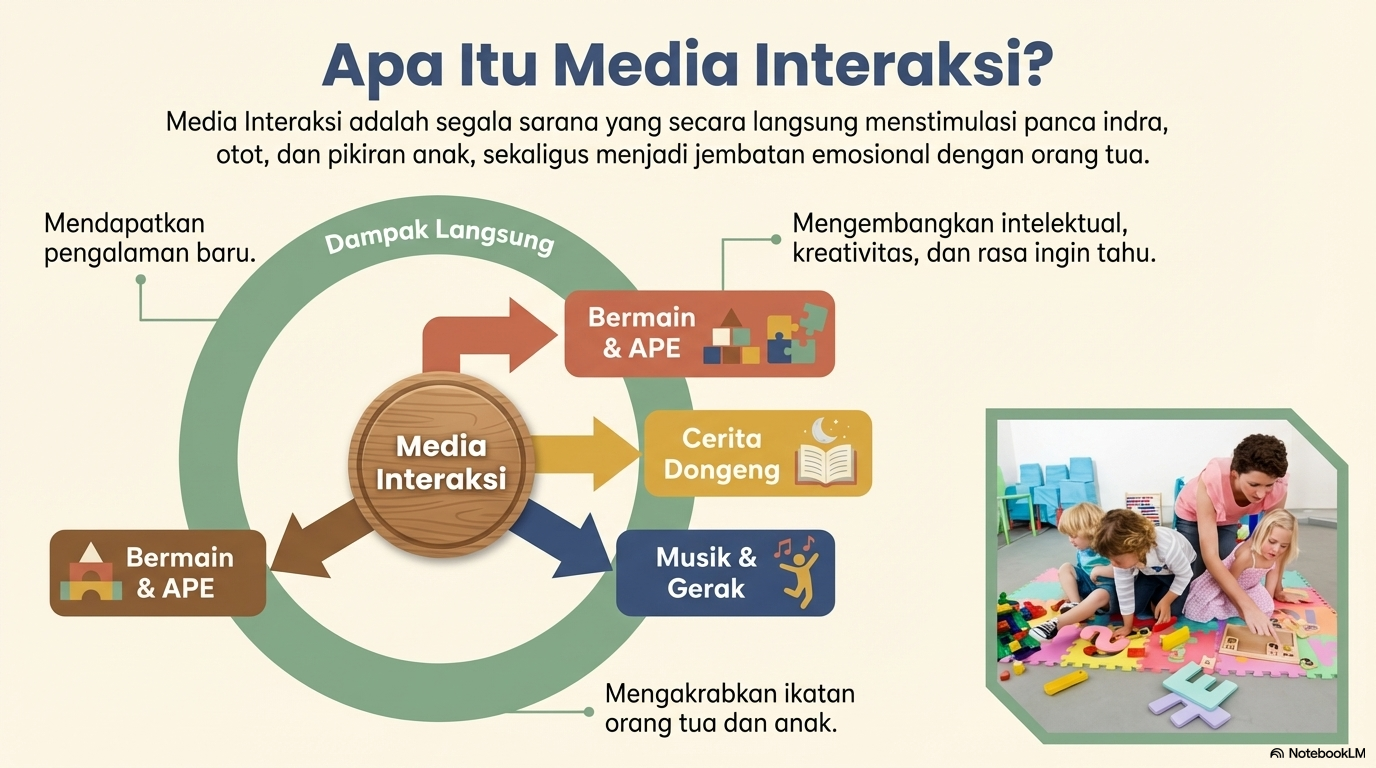 Apa Itu Media Interaksi?
Media Interaksi adalah segala sarana yang secara langsung menstimulasi panca indra,
otot, dan pikiran anak, sekaligus menjadi jembatan emosional dengan orang tua.
Mendapatkan
pengalaman baru.
Dampak Langsung
Mengembangkan intelektual,
kreativitas, dan rasa ingin tahu.
Bermain
& APE
Media
Interaksi
Cerita
Dongeng
Bermain
& APE
Musik &
Gerak
Mengakrabkan ikatan
orang tua dan anak.
NotebookLM